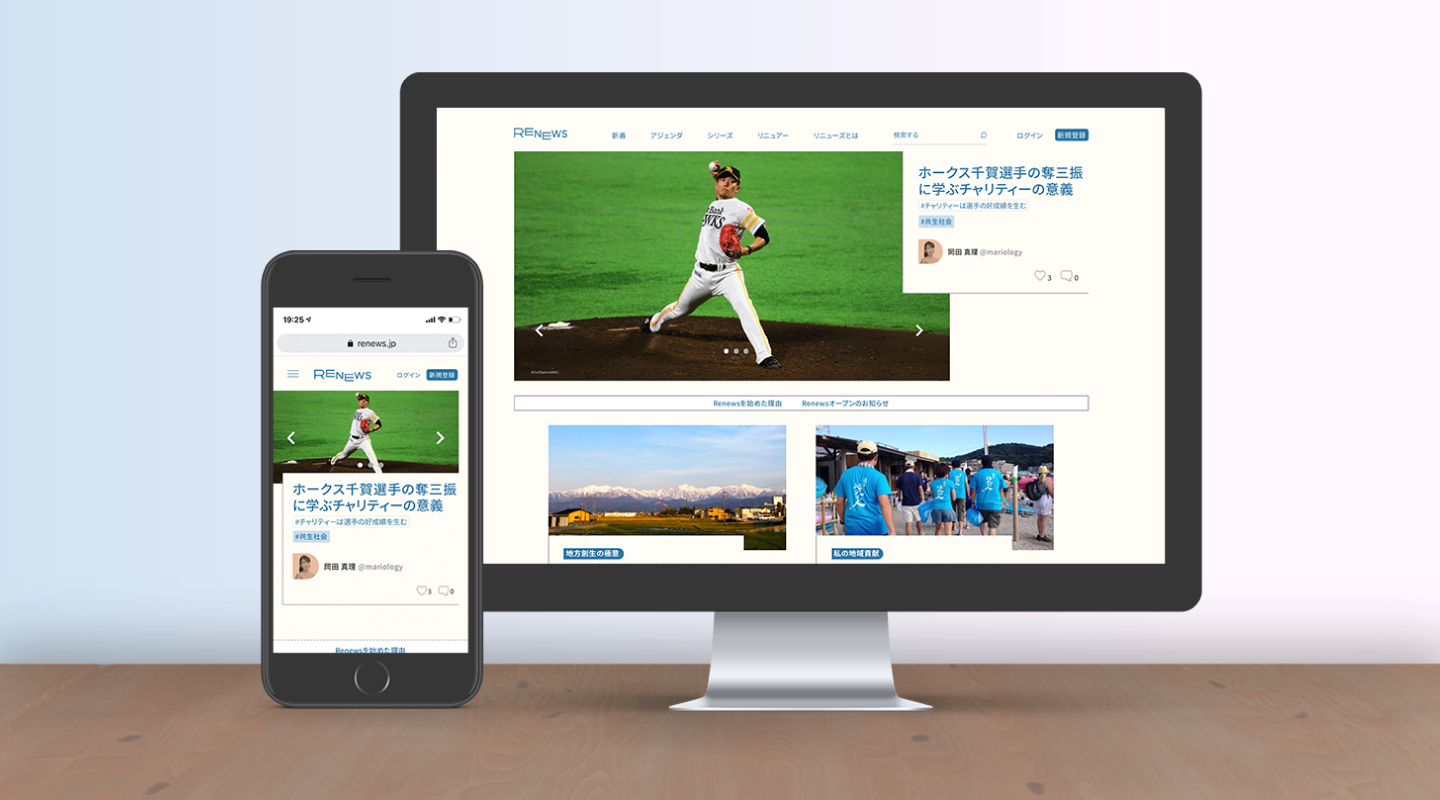 RENEWS
新着
アジェンダ
シリーズ
リニュアー
リニューズとは
検索する
ログイン
新規登録
ホークス千賀選手の奪三振
に学ぶチャリティーの意義
#チャリティーは選手の好成績を生む
#共生社会
岡田 真理 @mariology
3
0
Renewsを始めた理由
Renewsオープンのお知らせ
地方創生の極意
私の地域貢献
19:25
renews.jp
RENEWS
ログイン
新規登録
ホークス千賀選手の奪三振
に学ぶチャリティーの意義
#チャリティーは選手の好成績を生む
#共生社会
岡田 真理 @mariology
3
0
Renewsを始めた理由